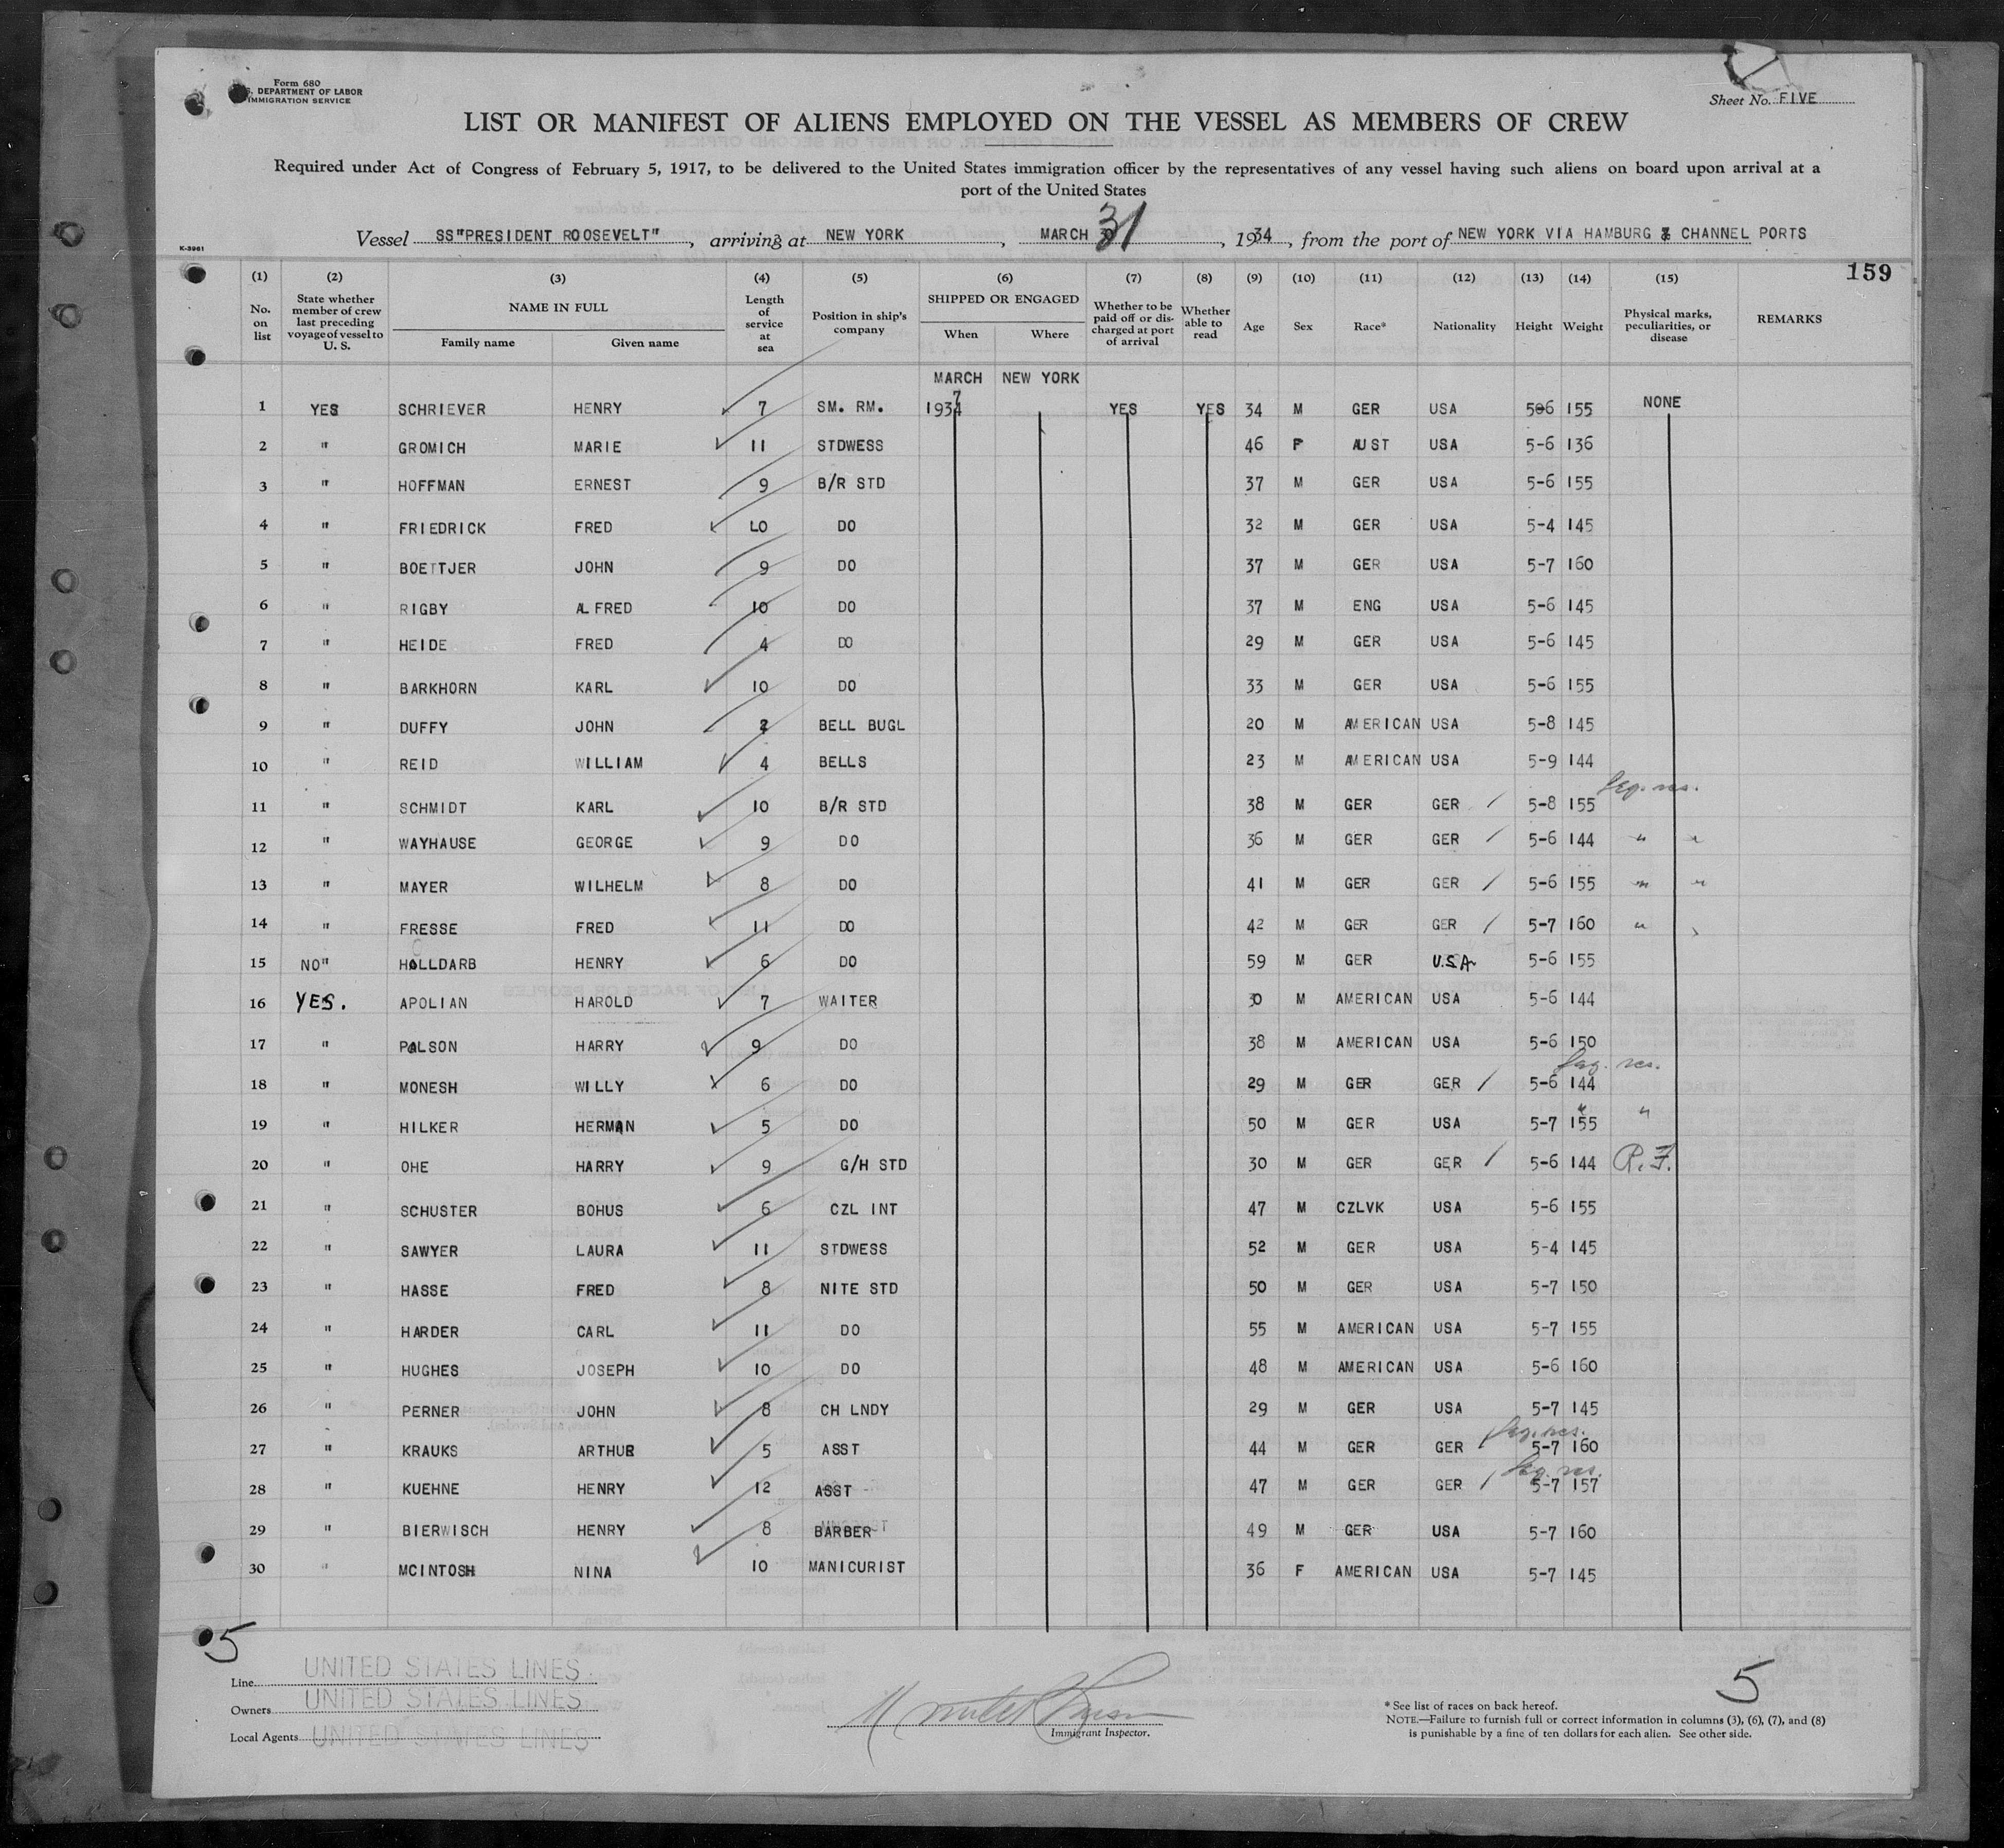 Form 680
U.S. DEPARTMENT OF LABOR
IMMIGRATION SERVICE
Sheet No. FIVE
LIST OR MANIFEST OF ALIENS EMPLOYED ON THE VESSEL AS MEMBERS OF CREW
Required under Act of Congress of February 5, 1917, to be delivered to the United States immigration officer by the representatives of any vessel having such aliens on board upon arrival at a
port of the United States
K-3961
Vessel SS"PRESIDENT ROOSEVELT", arriving at NEW YORK, MARCH 31, 1934, from the port of NEW YORK VIA HAMBURG & CHANNEL PORTS
159
(1) (2) (3) (4) (5) (6) (7) (8) (9) (10) (11) (12) (13) (14) (15)
No. on list State whether member of crew last preceding voyage of vessel to U. S. NAME IN FULL Family name Given name Length of service at sea Position in ship's company SHIPPED OR ENGAGED When Where Whether to be paid off or discharged at port of arrival Whether able to read Age Sex Race* Nationality Height Weight Physical marks, peculiarities, or disease REMARKS
MARCH NEW YORK
1 YES SCHRIEVER HENRY 7 SM. RM. 7 1934 YES YES 34 M GER USA 506 155 NONE
2 " GROMICH MARIE 11 STDWESS 46 F AUST USA 5-6 136
3 " HOFFMAN ERNEST 9 B/R STD 37 M GER USA 5-6 155
4 " FRIEDRICK FRED LO DO 32 M GER USA 5-4 145
5 " BOETTJER JOHN 9 DO 37 M GER USA 5-7 160
6 " RIGBY ALFRED 10 DO 37 M ENG USA 5-6 145
7 " HEIDE FRED 4 DO 29 M GER USA 5-6 145
8 " BARKHORN KARL 10 DO 33 M GER USA 5-6 155
9 " DUFFY JOHN 2 BELL BUGL 20 M AMERICAN USA 5-8 145
10 " REID WILLIAM 4 BELLS 23 M AMERICAN USA 5-9 144
11 " SCHMIDT KARL 10 B/R STD 38 M GER GER 5-8 155
12 " WAYHAUSE GEORGE 9 DO 36 M GER GER 5-6 144 " "
13 " MAYER WILHELM 8 DO 41 M GER GER 5-6 155 " "
14 " FRESSE FRED 11 DO 42 M GER GER 5-7 160 "
15 NO" HOLLDARB HENRY 6 DO 59 M GER U.S.A. 5-6 155
16 YES. APOLIAN HAROLD 7 WAITER 30 M AMERICAN USA 5-6 144
17 " POLSON HARRY 9 DO 38 M AMERICAN USA 5-6 150
18 " MONESH WILLY 6 DO 29 M GER GER 5-6 144
19 " HILKER HERMAN 5 DO 50 M GER USA 5-7 155 " "
20 " OHE HARRY 9 G/H STD 30 M GER GER 5-6 144 R.F.
21 " SCHUSTER BOHUS 6 CZL INT 47 M CZLVK USA 5-6 155
22 " SAWYER LAURA 11 STDWESS 52 M GER USA 5-4 145
23 " HASSE FRED 8 NITE STD 50 M GER USA 5-7 150
24 " HARDER CARL 11 DO 55 M AMERICAN USA 5-7 155
25 " HUGHES JOSEPH 10 DO 48 M AMERICAN USA 5-6 160
26 " PERNER JOHN 8 CH LNDY 29 M GER USA 5-7 145
27 " KRAUKS ARTHUR 5 ASST 44 M GER GER 5-7 160
28 " KUEHNE HENRY 12 ASST 47 M GER GER 5-7 157
29 " BIERWISCH HENRY 8 BARBER 49 M GER USA 5-7 160
30 " MCINTOSH NINA 10 MANICURIST 36 F AMERICAN USA 5-7 145
5
Line UNITED STATES LINES
Owners UNITED STATES LINES
Local Agents UNITED STATES LINES
Immigrant Inspector.
5
* See list of races on back hereof.
NOTE.—Failure to furnish full or correct information in columns (3), (6), (7), and (8)
is punishable by a fine of ten dollars for each alien. See other side.